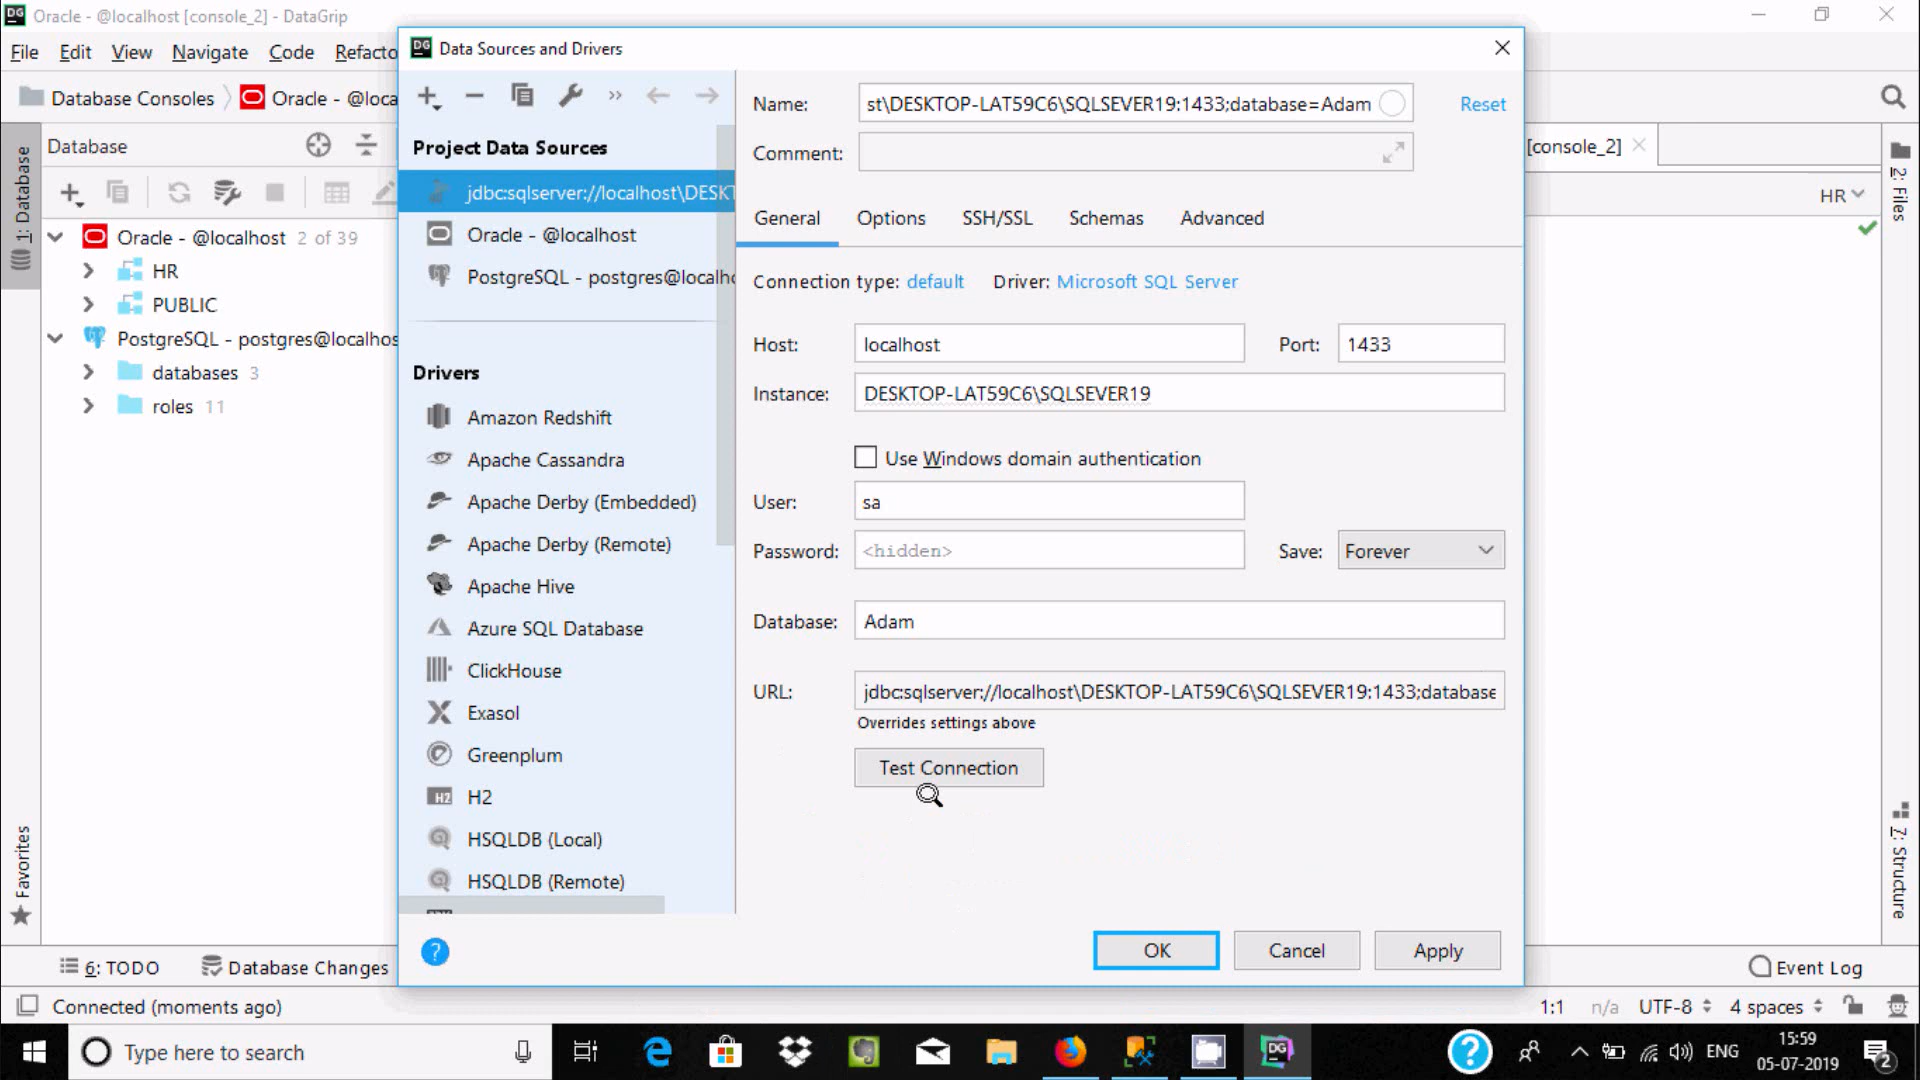 Oracle - @localhost [console_2] - DataGrip
File Edit View Navigate Code Refacto
Database Consoles Oracle - @loca
Data Sources and Drivers
Name: st\DESKTOP-LAT59C6\SQLSEVER19:1433;database=Adam Reset
Comment:
Project Data Sources
jdbc:sqlserver://localhost\DESKT
Oracle - @localhost
PostgreSQL - postgres@localho
Drivers
Amazon Redshift
Apache Cassandra
Apache Derby (Embedded)
Apache Derby (Remote)
Apache Hive
Azure SQL Database
ClickHouse
Exasol
Greenplum
H2 H2
HSQLDB (Local)
HSQLDB (Remote)
General Options SSH/SSL Schemas Advanced
Connection type: default Driver: Microsoft SQL Server
Host: localhost Port: 1433
Instance: DESKTOP-LAT59C6\SQLSEVER19
Use Windows domain authentication
User: sa
Password: <hidden> Save: Forever
Database: Adam
URL: jdbc:sqlserver://localhost\DESKTOP-LAT59C6\SQLSEVER19:1433;database
Overrides settings above
Test Connection
OK Cancel Apply
1: Database
Database
Oracle - @localhost 2 of 39
HR
PUBLIC
PostgreSQL - postgres@localhos
databases 3
roles 11
Favorites
[console_2]
HR
2: Files
7: Structure
6: TODO Database Changes Event Log
Connected (moments ago) 1:1 n/a UTF-8 4 spaces
Type here to search
DG
ENG
15:59
05-07-2019
2